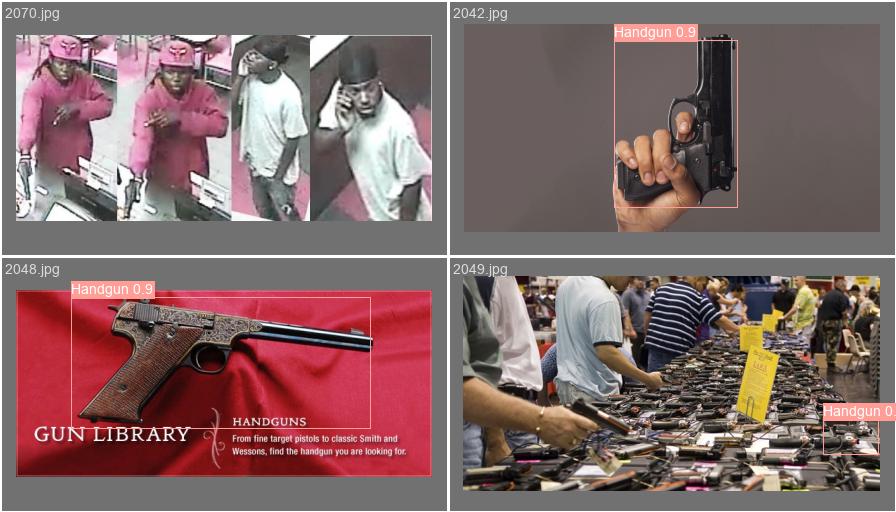 2070.jpg
2042.jpg
Handgun 0.9
2048.jpg
Handgun 0.9
GUN LIBRARY
HANDGUNS
From fine target pistols to classic Smith and
Wessons, find the handgun you are looking for.
2049.jpg
Handgun 0.